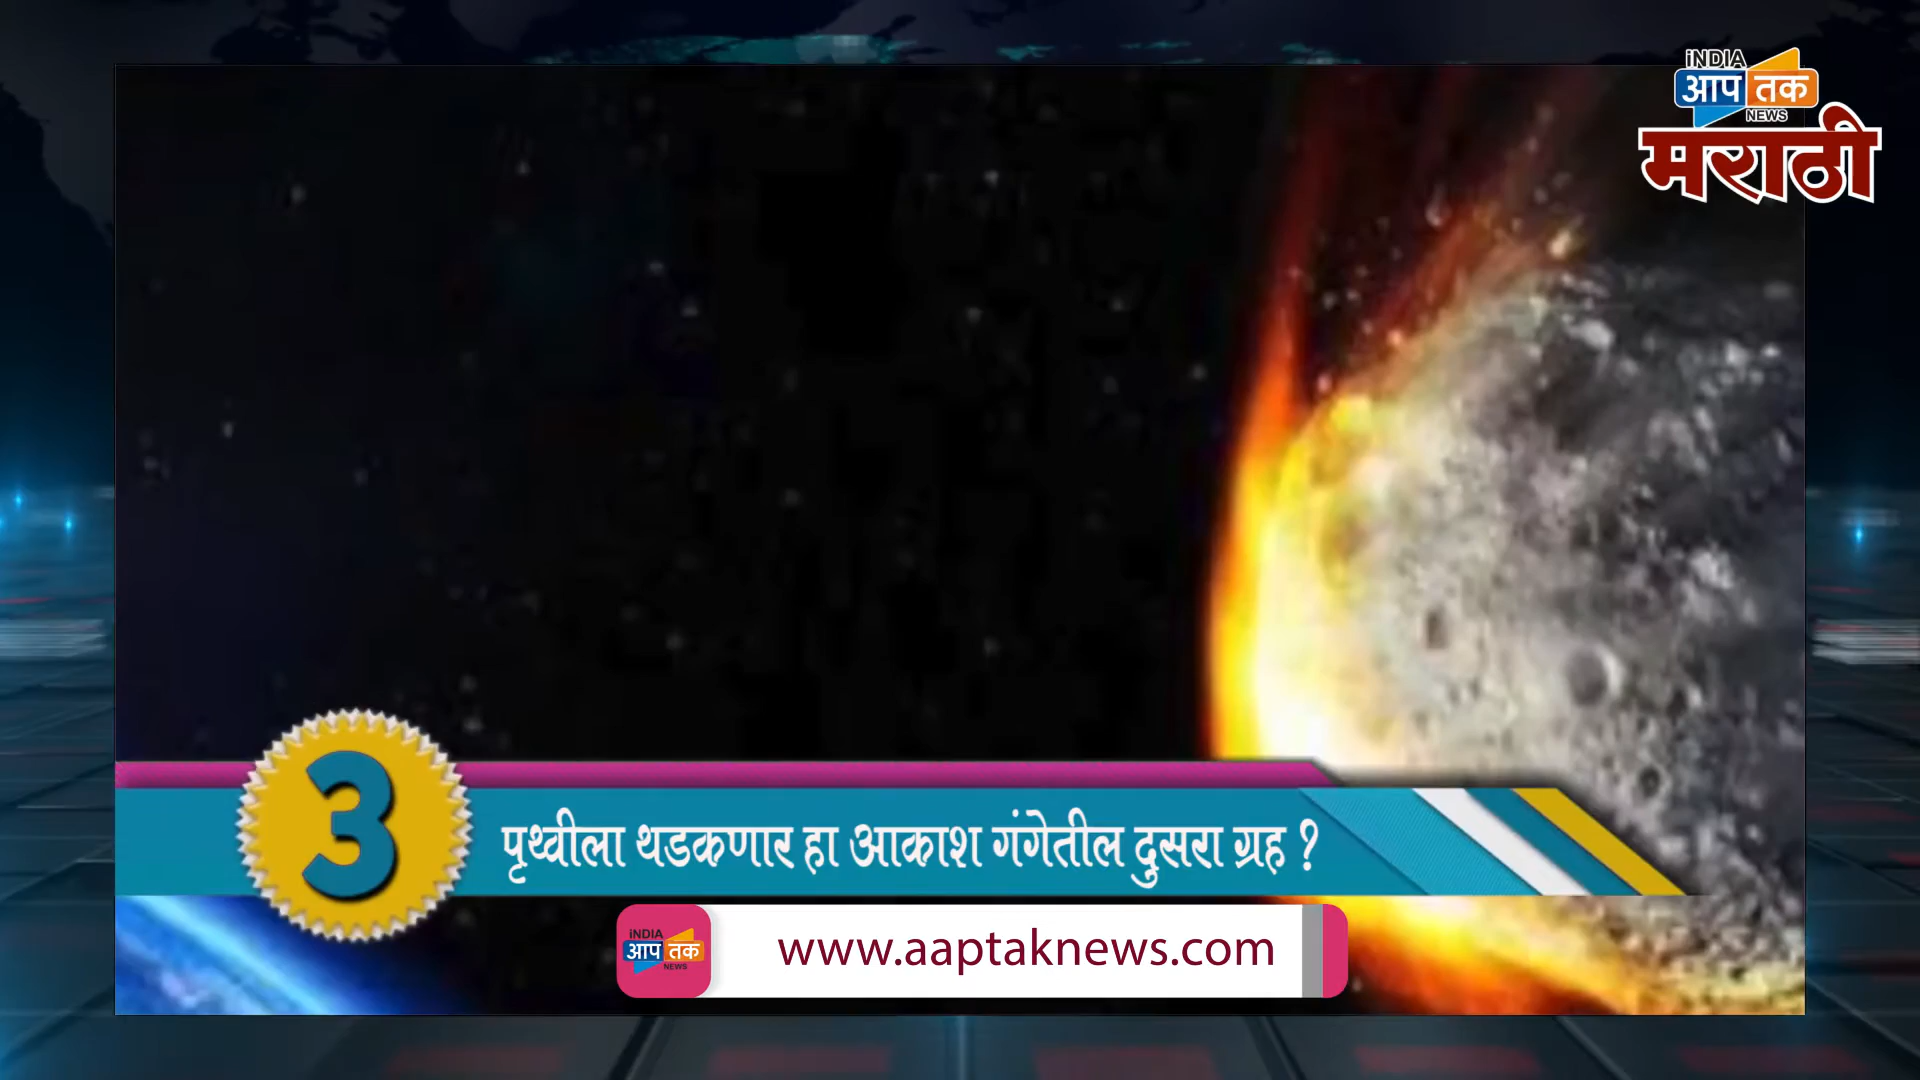 INDIA
आप तक
NEWS
मराठी
3 पृथ्वीला थडकणार हा आकाश गंगेतील दुसरा ग्रह ?
INDIA
आप तक
NEWS
www.aaptaknews.com